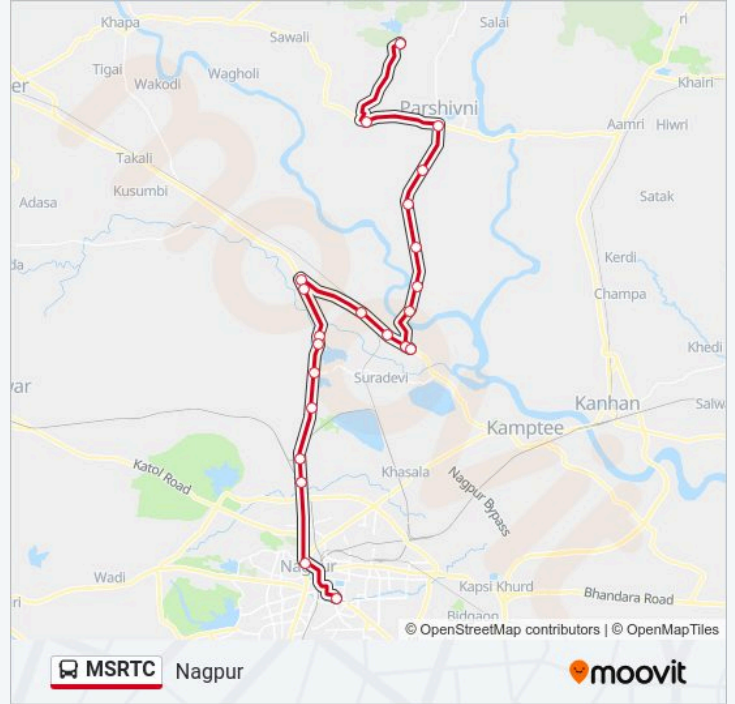 Khapa
Sawali
Salai
ri
Tigai
Wagholi
Wakodi
er
Khairi
Parshivni
Aamri
Hiwri
Takali
Kusumbi
Adasa
Satak
da
Kerdi
Champa
Khedi
Suradevi
ar
Kanhan
Salw
Kamptee
Katol Road
Khasala
Nagpur Bypass
Nagpur
Wadi
Kapsi Khurd
Bhandara Road
ri
Bidgaon
© OpenStreetMap contributors | © OpenMapTiles
MSRTC Nagpur
moovit